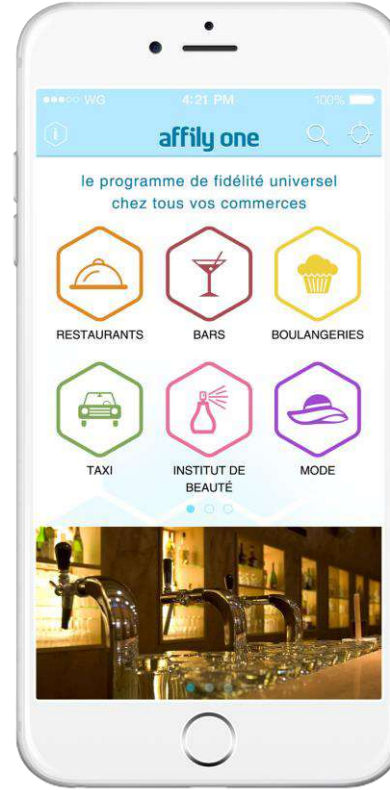 WG 4:21 PM 100%
affily one
le programme de fidélité universel
chez tous vos commerces
RESTAURANTS BARS BOULANGERIES
TAXI INSTITUT DE MODE
BEAUTÉ